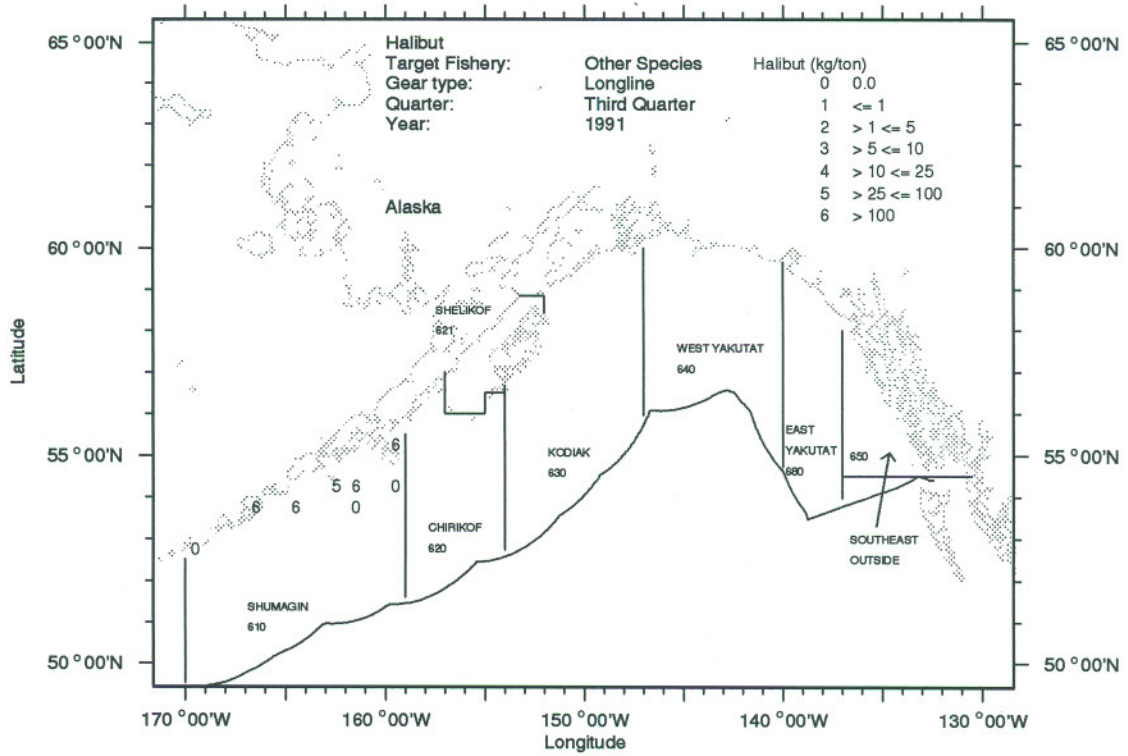 Halibut
Target Fishery: Other Species
Gear type: Longline
Quarter: Third Quarter
Year: 1991
Halibut (kg/ton)
0 0.0
1 <= 1
2 > 1 <= 5
3 > 5 <= 10
4 > 10 <= 25
5 > 25 <= 100
6 > 100
65°00'N
60°00'N
55°00'N
50°00'N
Latitude
65°00'N
60°00'N
55°00'N
50°00'N
Alaska
SHELIKOF
621
WEST YAKUTAT
640
EAST
YAKUTAT
680
650
KODIAK
630
CHIRIKOF
620
SOUTHEAST
OUTSIDE
SHUMAGIN
610
6
5 6 0
6 6 0
0
170°00'W 160°00'W 150°00'W 140°00'W 130°00'W
Longitude